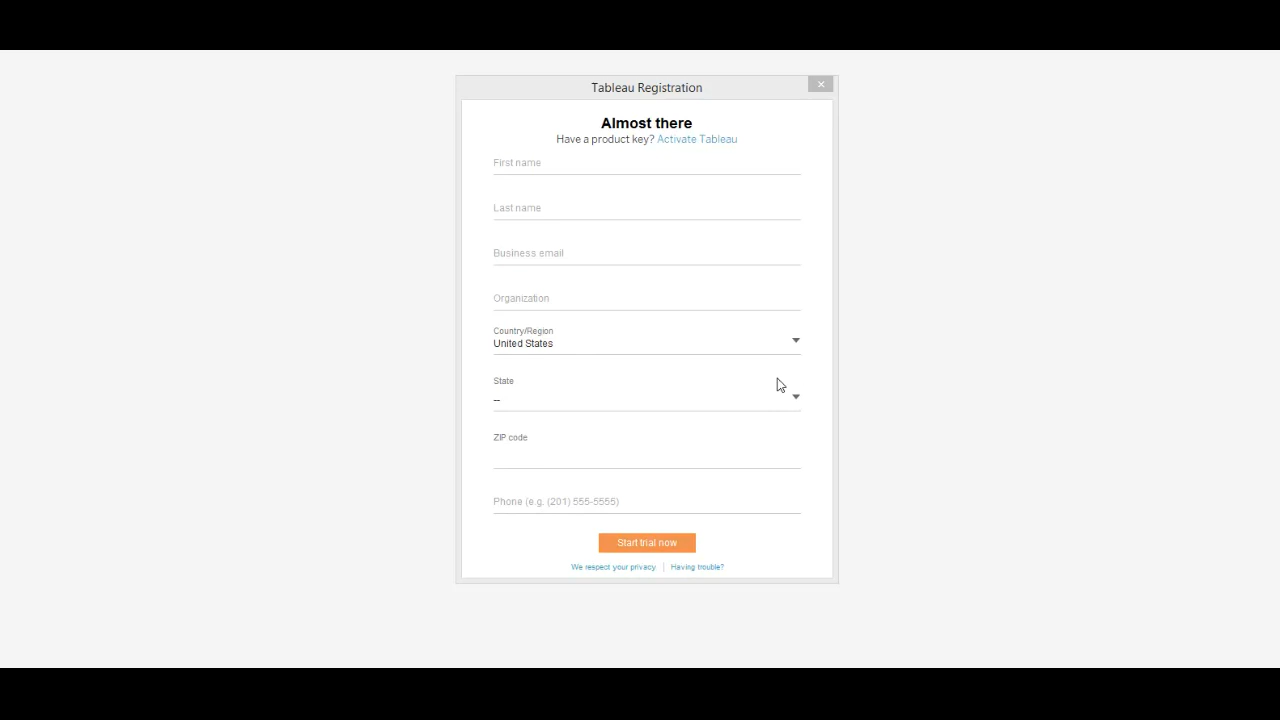 Tableau Registration
Almost there
Have a product key? Activate Tableau
First name
Last name
Business email
Organization
Country/Region
United States
State
--
ZIP code
Phone (e.g. (201) 555-5555)
Start trial now
We respect your privacy | Having trouble?